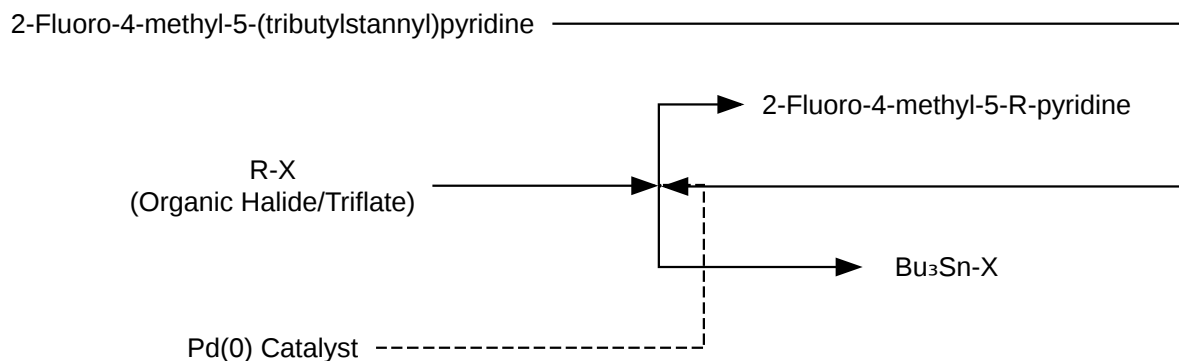 2-Fluoro-4-methyl-5-(tributylstannyl)pyridine
2-Fluoro-4-methyl-5-R-pyridine
R-X
(Organic Halide/Triflate)
Bu₃Sn-X
Pd(0) Catalyst